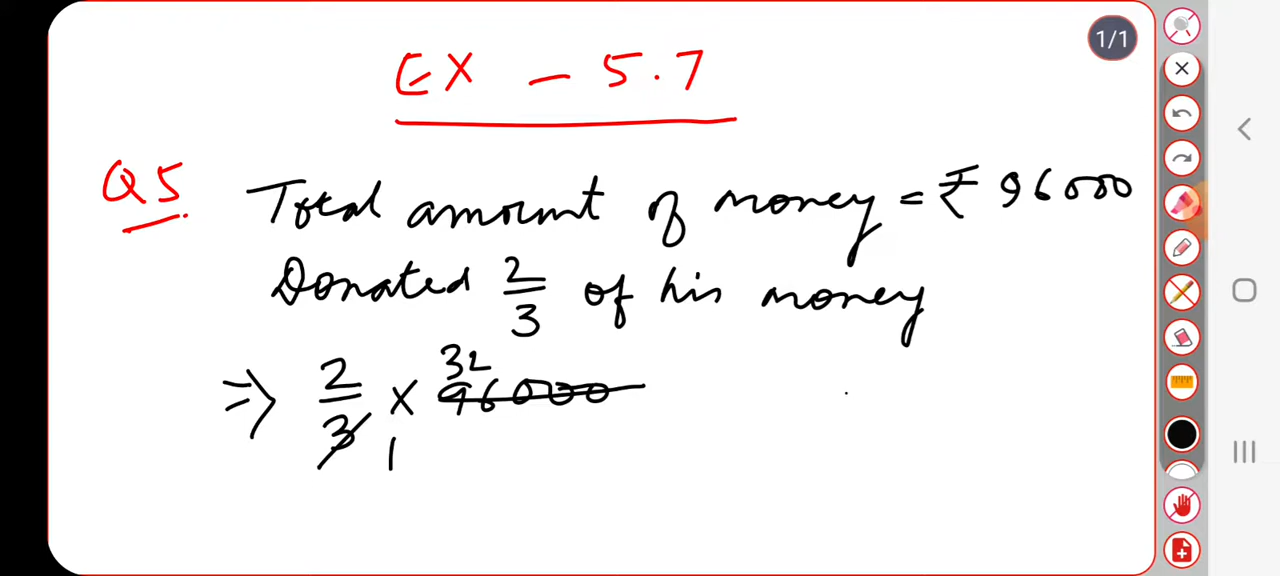 1/1
EX - 5.7
Q5 Total amount of money = ₹ 96000
Donated 2/3 of his money
32
⇒ 2/3 × 96000
1